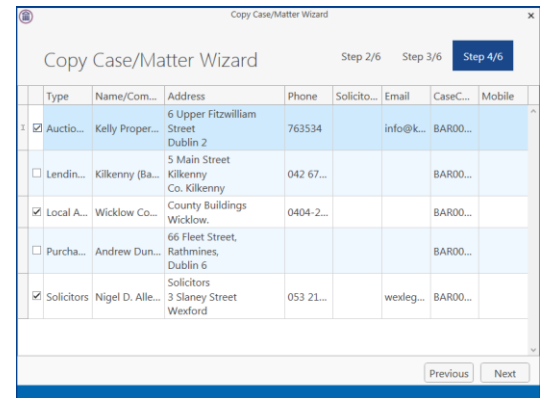 Copy Case/Matter Wizard
Copy Case/Matter Wizard Step 2/6 Step 3/6 Step 4/6
Type Name/Com... Address Phone Solicito... Email CaseC... Mobile
6 Upper Fitzwilliam
Auctio... Kelly Proper... Street 763534 info@k... BAR00...
Dublin 2
5 Main Street
Lendin... Kilkenny (Ba... Kilkenny 042 67... BAR00...
Co. Kilkenny
Local A... Wicklow Co... County Buildings 0404-2... BAR00...
Wicklow.
66 Fleet Street,
Purcha... Andrew Dun... Rathmines, BAR00...
Dublin 6
Solicitors
Solicitors Nigel D. Alle... 3 Slaney Street 053 21... wexleg... BAR00...
Wexford
Previous Next